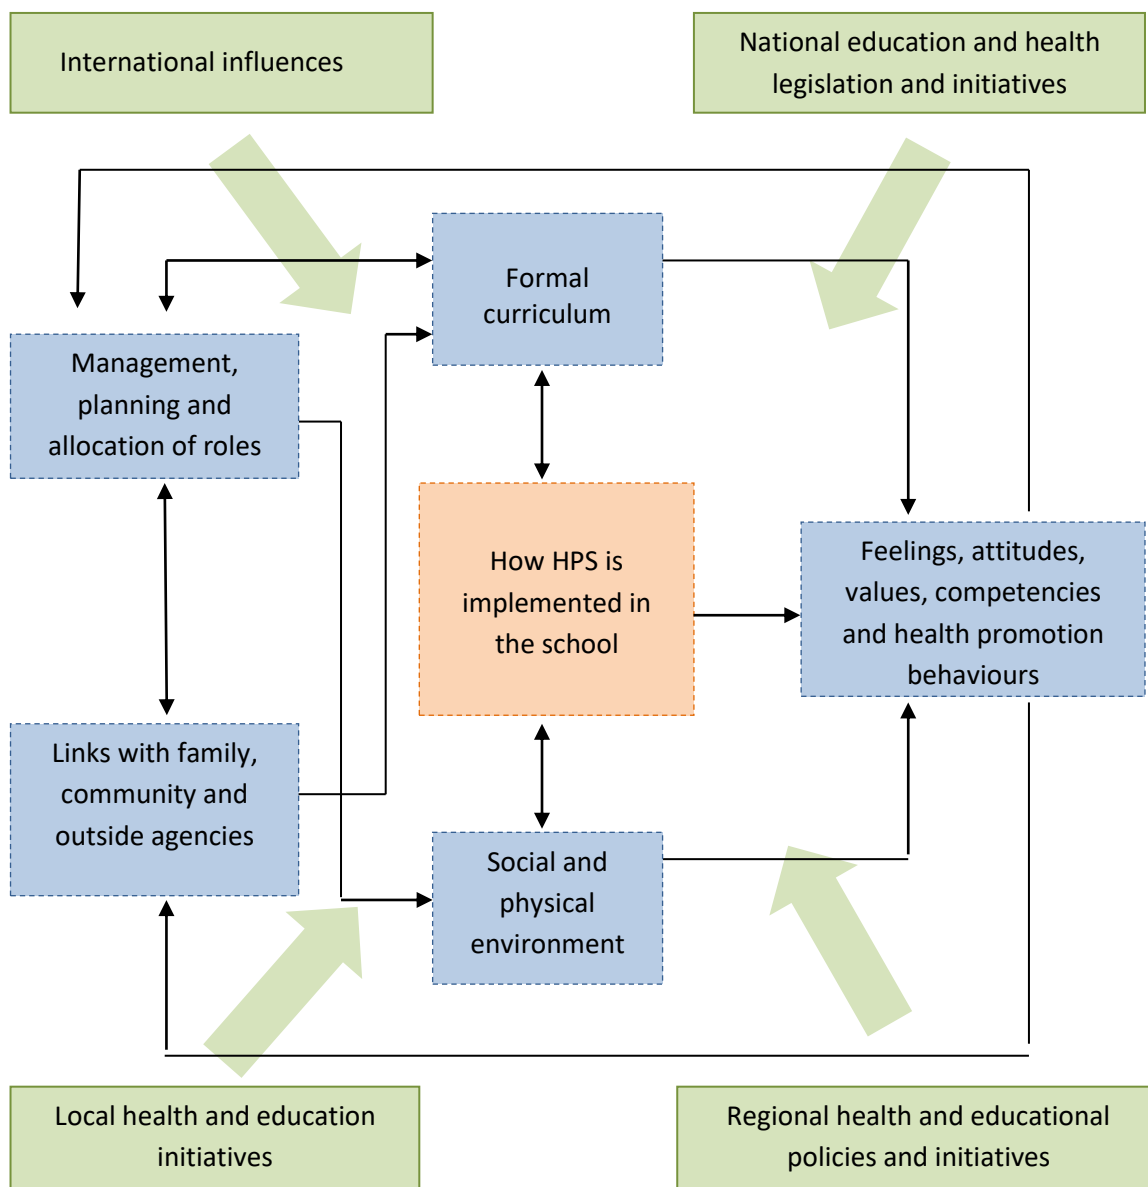 International influences
National education and health
legislation and initiatives
Formal
curriculum
Management,
planning and
allocation of roles
How HPS is
implemented in
the school
Feelings, attitudes,
values, competencies
and health promotion
behaviours
Links with family,
community and
outside agencies
Social and
physical
environment
Local health and education
initiatives
Regional health and educational
policies and initiatives